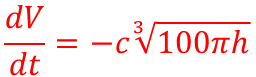 dV/dt = −c∛(100πh)